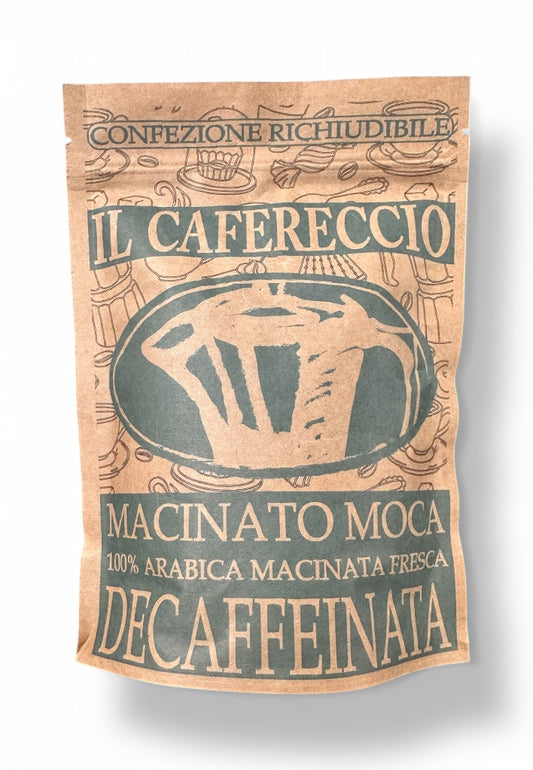 CONFEZIONE RICHIUDIBILE
IL CAFERECCIO
MACINATO MOCA
100% ARABICA MACINATA FRESCA
DECAFFEINATA